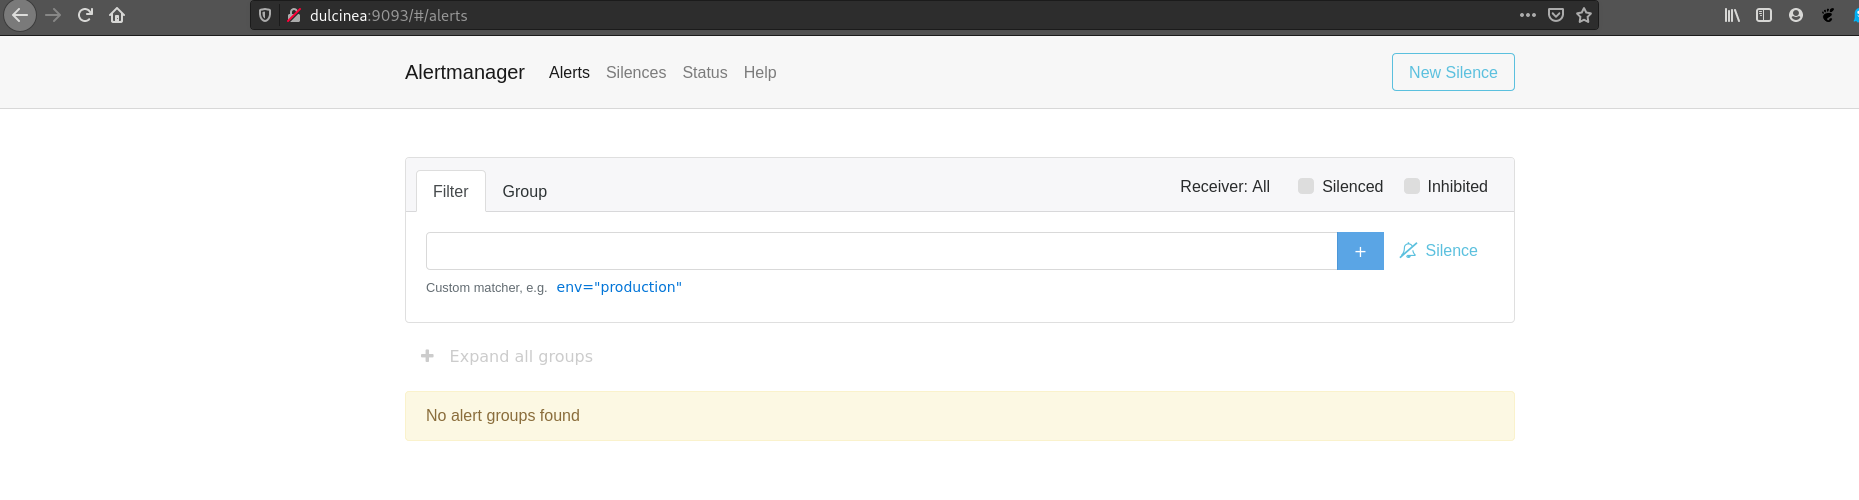 dulcinea:9093/#/alerts
Alertmanager Alerts Silences Status Help New Silence
Filter Group Receiver: All Silenced Inhibited
+ Silence
Custom matcher, e.g. env="production"
+ Expand all groups
No alert groups found